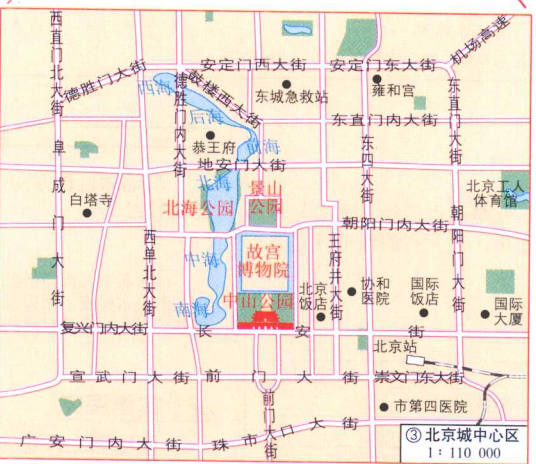 西直门北大街
德胜门大街
安定门西大街
安定门东大街
机场高速
西海
德胜门内大街
鼓楼西大街
东城急救站
雍和宫
东直门大街
后海
东直门内大街
恭王府
前海
地安门大街
东四大街
阜成门大街
北海
景山
公园
北海公园
白塔寺
北京工人
体育馆
朝阳门内大街
朝阳门大街
西单北大街
故宫
博物院
王府井大街
中海
中山公园
南海
北京
饭店
协和
医院
国际
饭店
国际
大厦
复兴门内大街
长安街
北京站
宣武门大街
前门大街
崇文门东大街
前门大街
市第四医院
广安门内大街
珠市口大街
③北京城中心区
1:110 000